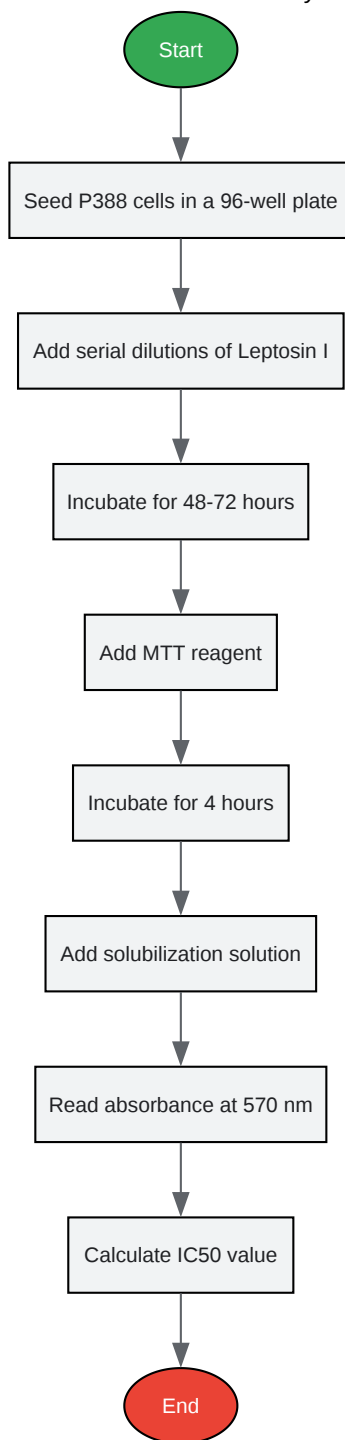 Start
Seed P388 cells in a 96-well plate
Add serial dilutions of Leptosin I
Incubate for 48-72 hours
Add MTT reagent
Incubate for 4 hours
Add solubilization solution
Read absorbance at 570 nm
Calculate IC50 value
End